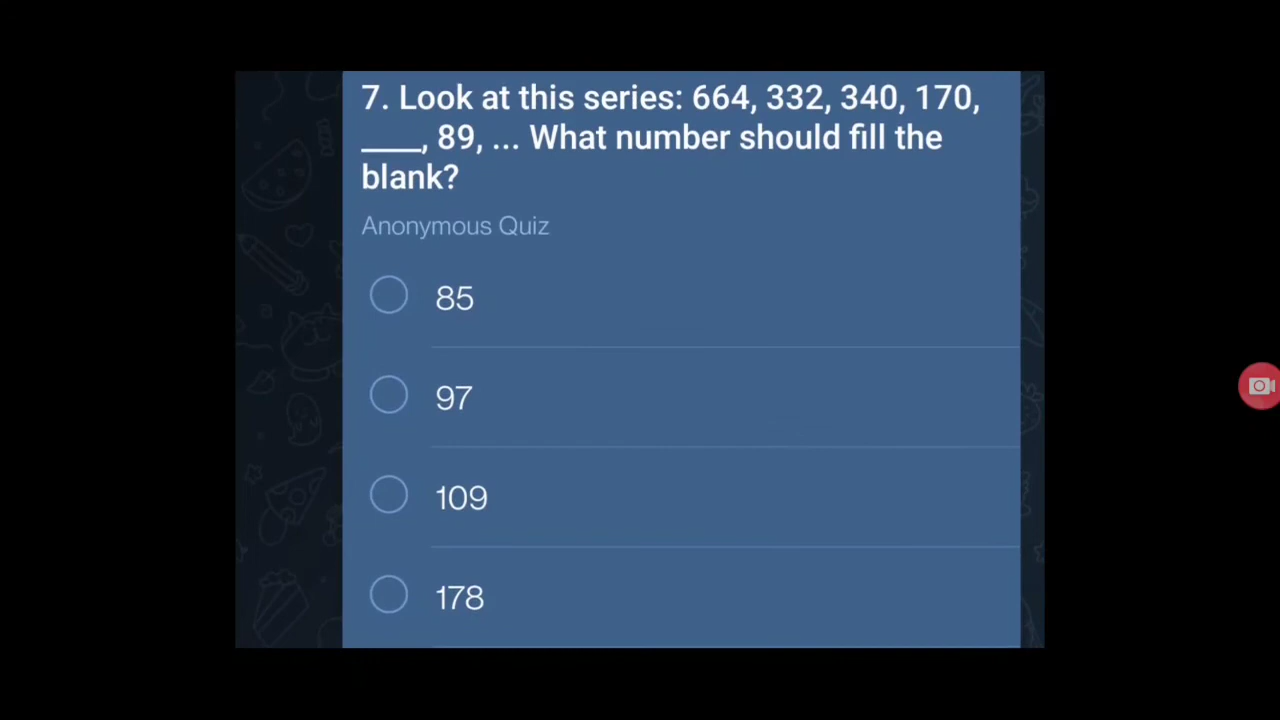 7. Look at this series: 664, 332, 340, 170,
____, 89, ... What number should fill the
blank?
Anonymous Quiz
85
97
109
178